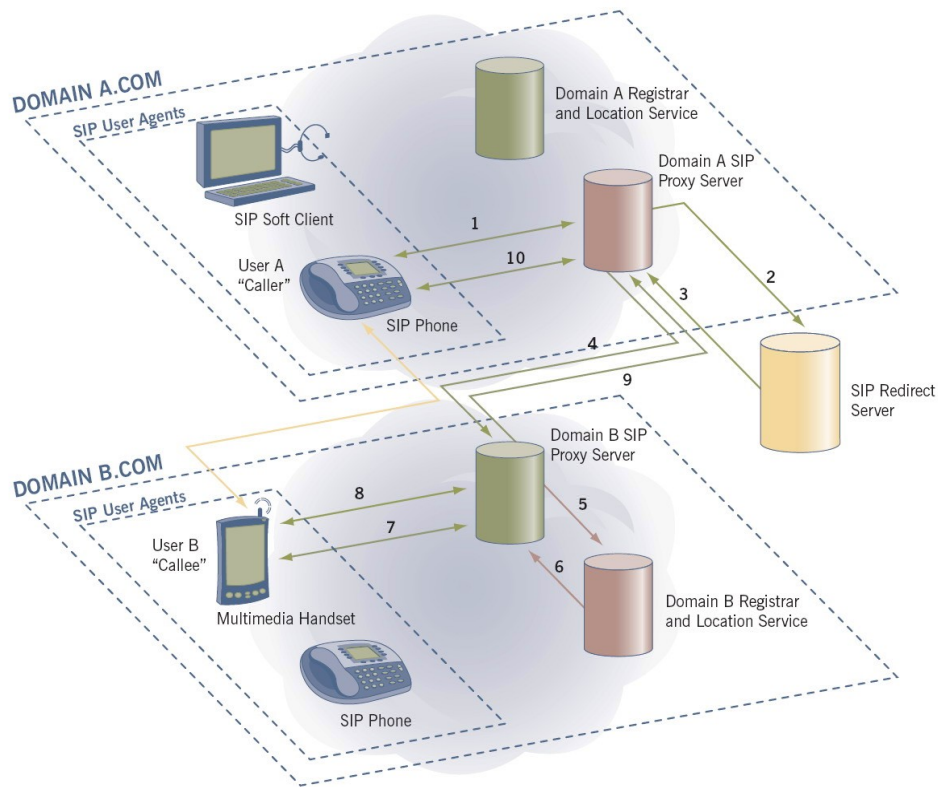 DOMAIN A.COM
SIP User Agents
SIP Soft Client
User A
“Caller”
SIP Phone
Domain A Registrar
and Location Service
Domain A SIP
Proxy Server
1
10
2
3
4
9
SIP Redirect
Server
DOMAIN B.COM
SIP User Agents
User B
“Callee”
Multimedia Handset
SIP Phone
Domain B SIP
Proxy Server
8
7
5
6
Domain B Registrar
and Location Service